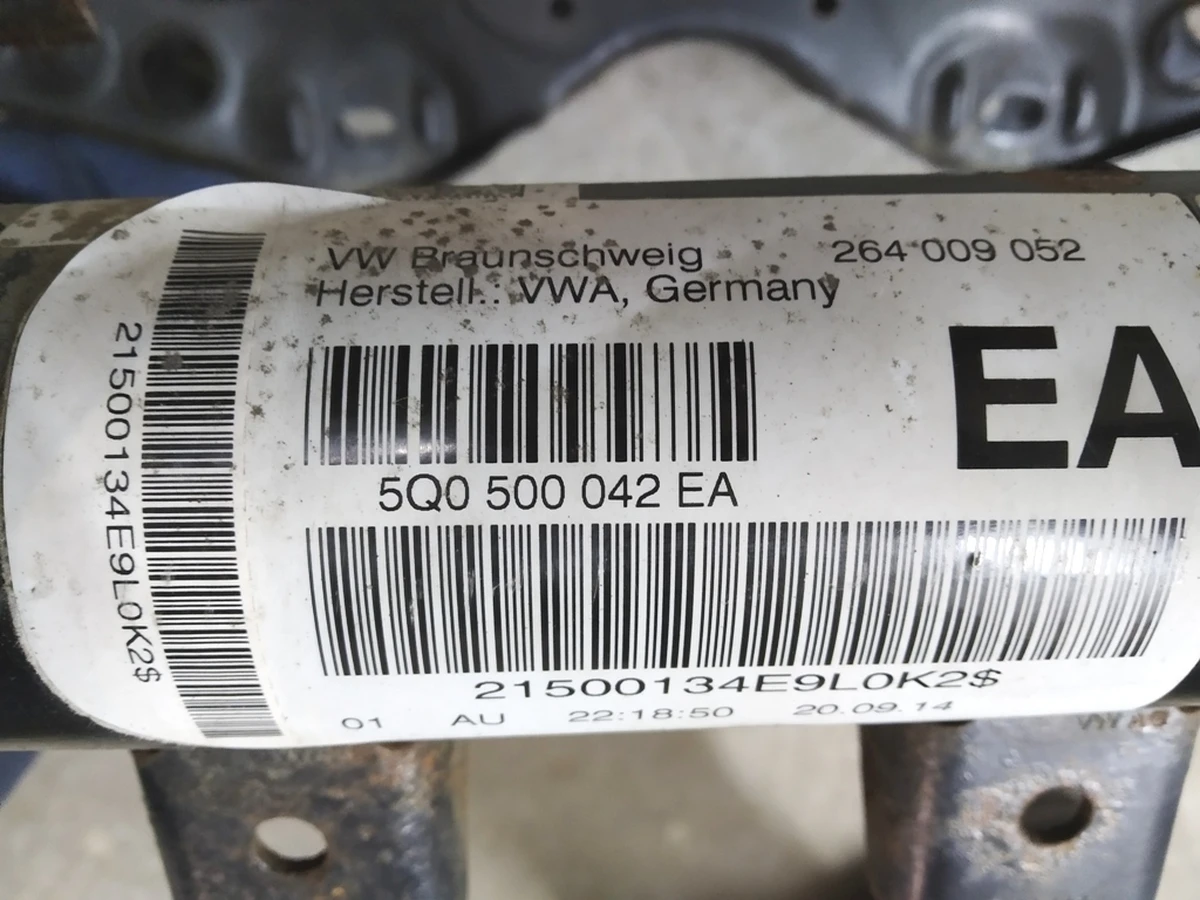 VW Braunschweig 264 009 052
Herstell.: VWA, Germany
EA
5Q0 500 042 EA
21500134E9L0K2$
01 AU 22:18:50 20.09.14
21500134E9L0K2$